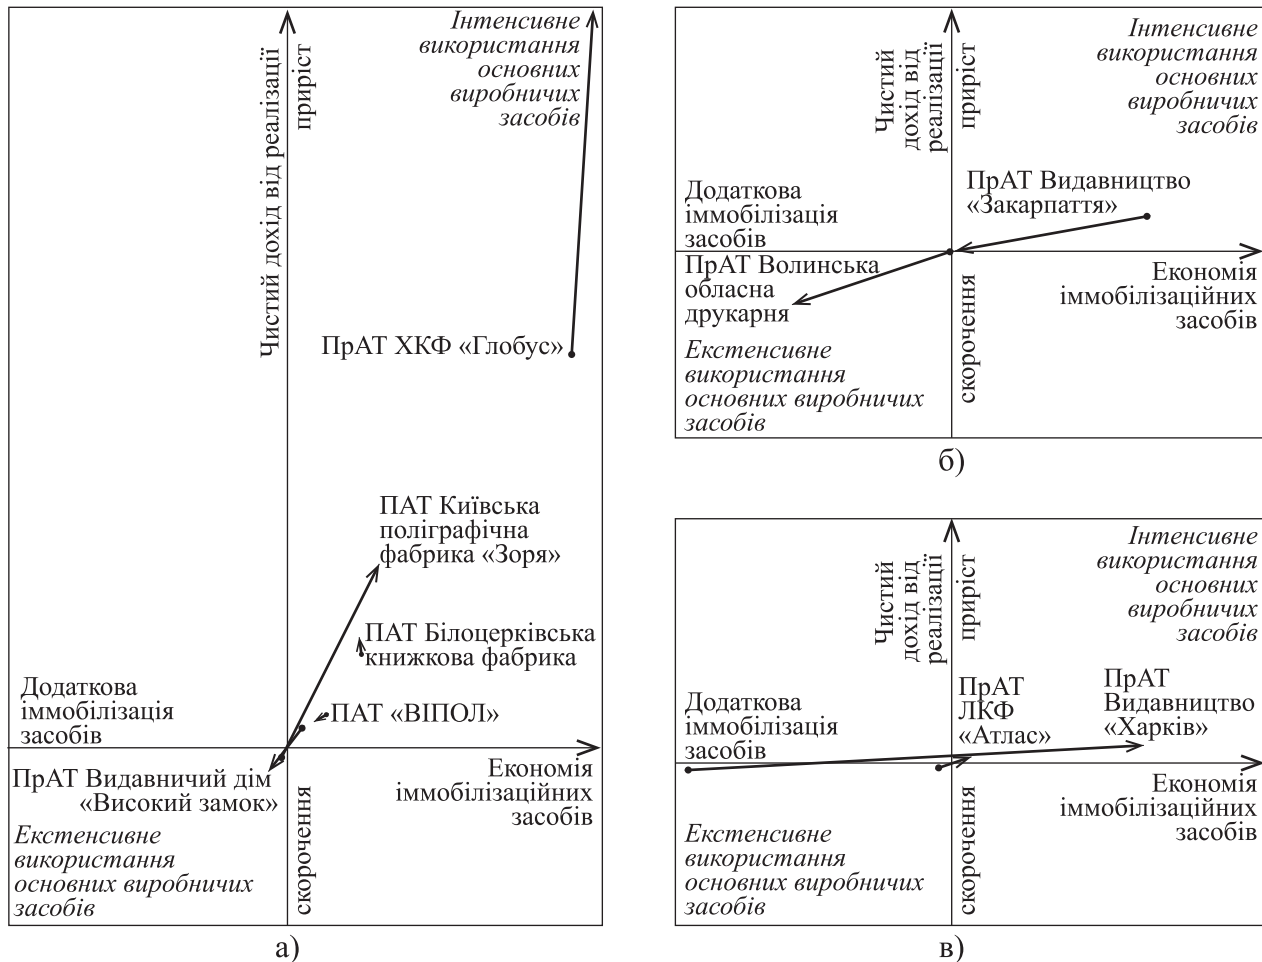 Чистий дохід від реалізації
приріст
Інтенсивне
використання
основних
виробничих
засобів
ПрАТ ХКФ «Глобус»
ПАТ Київська
поліграфічна
фабрика «Зоря»
ПАТ Білоцерківська
книжкова фабрика
ПАТ «ВІПОЛ»
Додаткова
іммобілізація
засобів
ПрАТ Видавничий дім
«Високий замок»
Економія
іммобілізаційних
засобів
скорочення
Екстенсивне
використання
основних виробничих
засобів
а)
Чистий
дохід від
реалізації
приріст
Інтенсивне
використання
основних
виробничих
засобів
Додаткова
іммобілізація
засобів
ПрАТ Видавництво
«Закарпаття»
ПрАТ Волинська
обласна
друкарня
Економія
іммобілізаційних
засобів
скорочення
Екстенсивне
використання
основних виробничих
засобів
б)
Чистий
дохід від
реалізації
приріст
Інтенсивне
використання
основних
виробничих
засобів
Додаткова
іммобілізація
засобів
ПрАТ
ЛКФ
«Атлас»
ПрАТ
Видавництво
«Харків»
Економія
іммобілізаційних
засобів
скорочення
Екстенсивне
використання
основних виробничих
засобів
в)